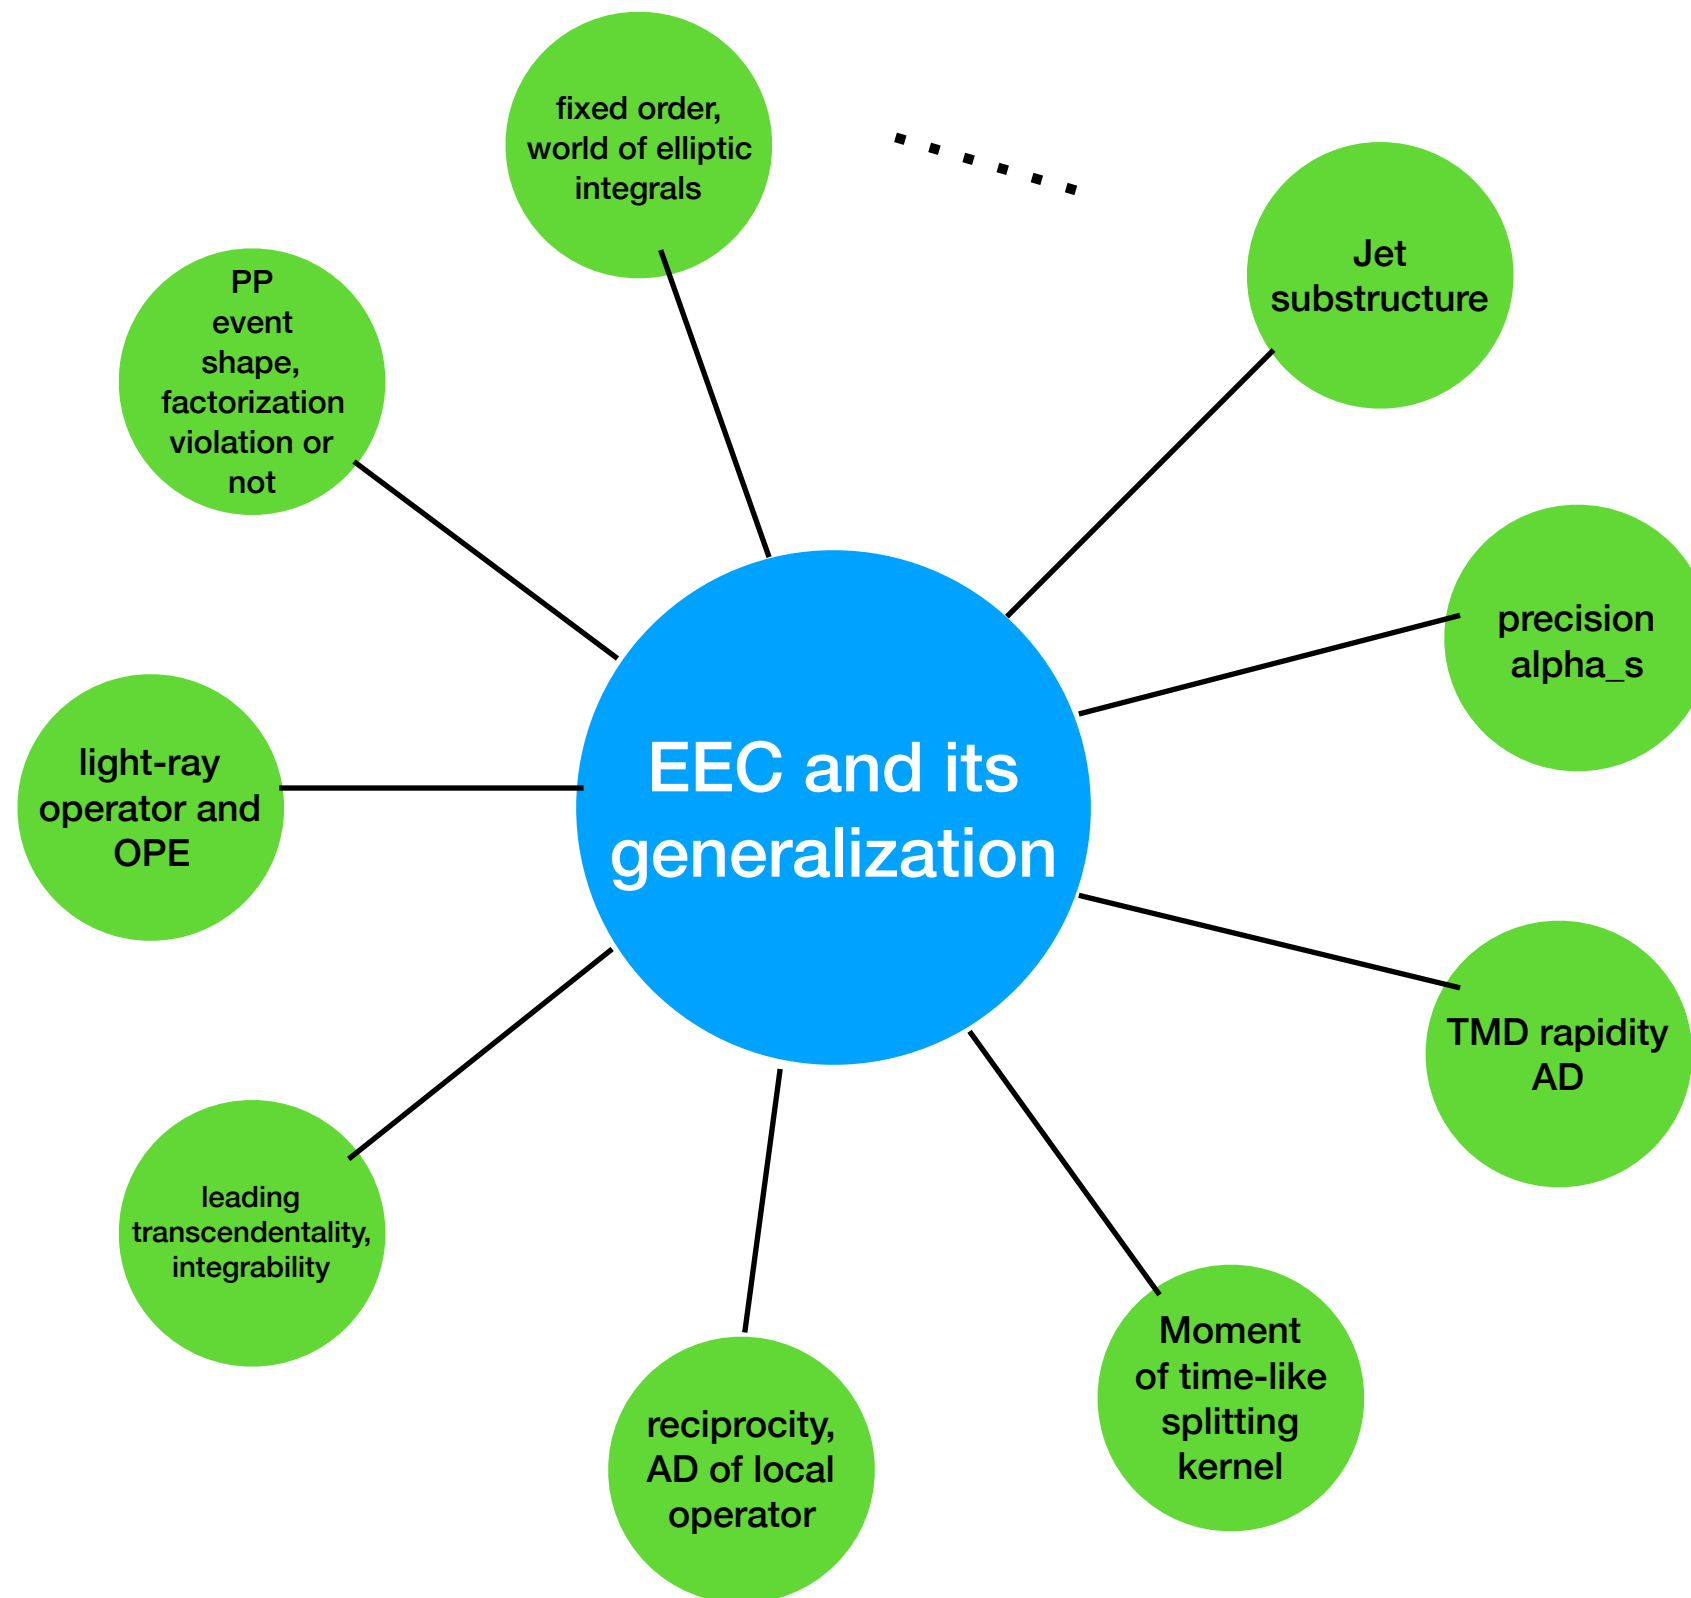 fixed order,
world of elliptic
integrals
Jet
substructure
PP
event
shape,
factorization
violation or
not
precision
alpha_s
EEC and its
generalization
light-ray
operator and
OPE
TMD rapidity
AD
leading
transcendentality,
integrability
Moment
of time-like
splitting
kernel
reciprocity,
AD of local
operator